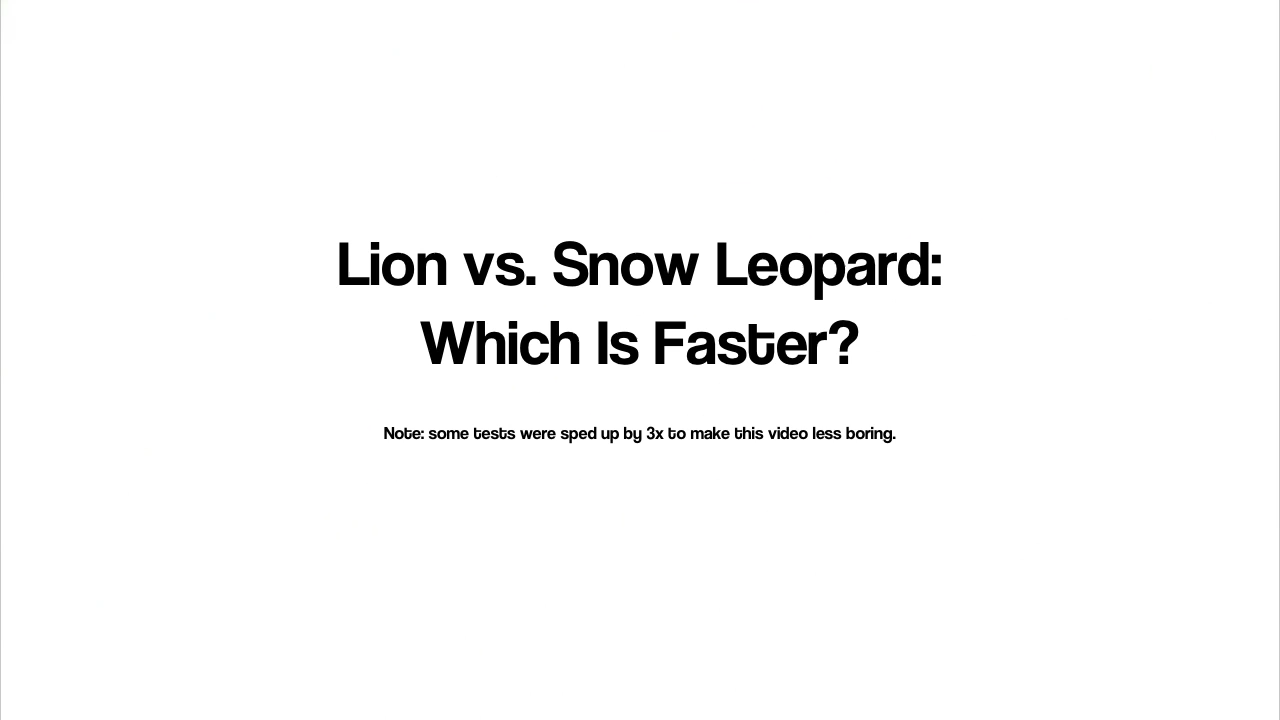 Lion vs. Snow Leopard:
Which Is Faster?
Note: some tests were sped up by 3x to make this video less boring.